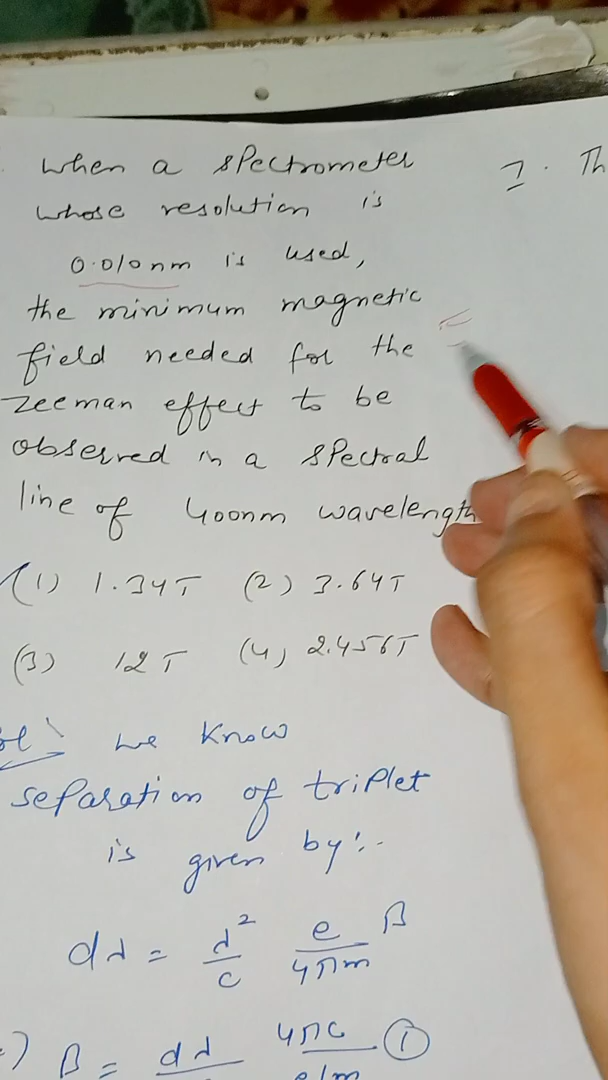 when a spectrometer
whose resolution is
0.010nm is used,
the minimum magnetic
field needed for the
zeeman effect to be
observed in a spectral
line of 400nm wavelength
(1) 1.34T (2) 3.64T
(3) 12T (4) 2.456T
we know
separation of triplet
is given by:-
dλ = λ² / c e / 4πm B
B = dλ 4πc / e/m ①
7. Th